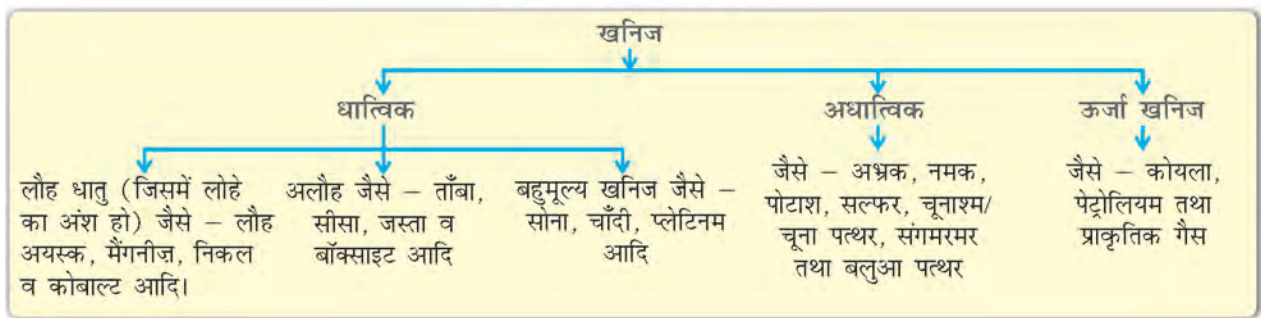 खनिज
धात्विक
अधात्विक
ऊर्जा खनिज
लौह धातु (जिसमें लोहे
का अंश हो) जैसे – लौह
अयस्क, मैंगनीज़, निकल
व कोबाल्ट आदि।
अलौह जैसे – ताँबा,
सीसा, जस्ता व
बॉक्साइट आदि
बहुमूल्य खनिज जैसे –
सोना, चाँदी, प्लेटिनम
आदि
जैसे – अभ्रक, नमक,
पोटाश, सल्फर, चूनाश्म/
चूना पत्थर, संगमरमर
तथा बलुआ पत्थर
जैसे – कोयला,
पेट्रोलियम तथा
प्राकृतिक गैस